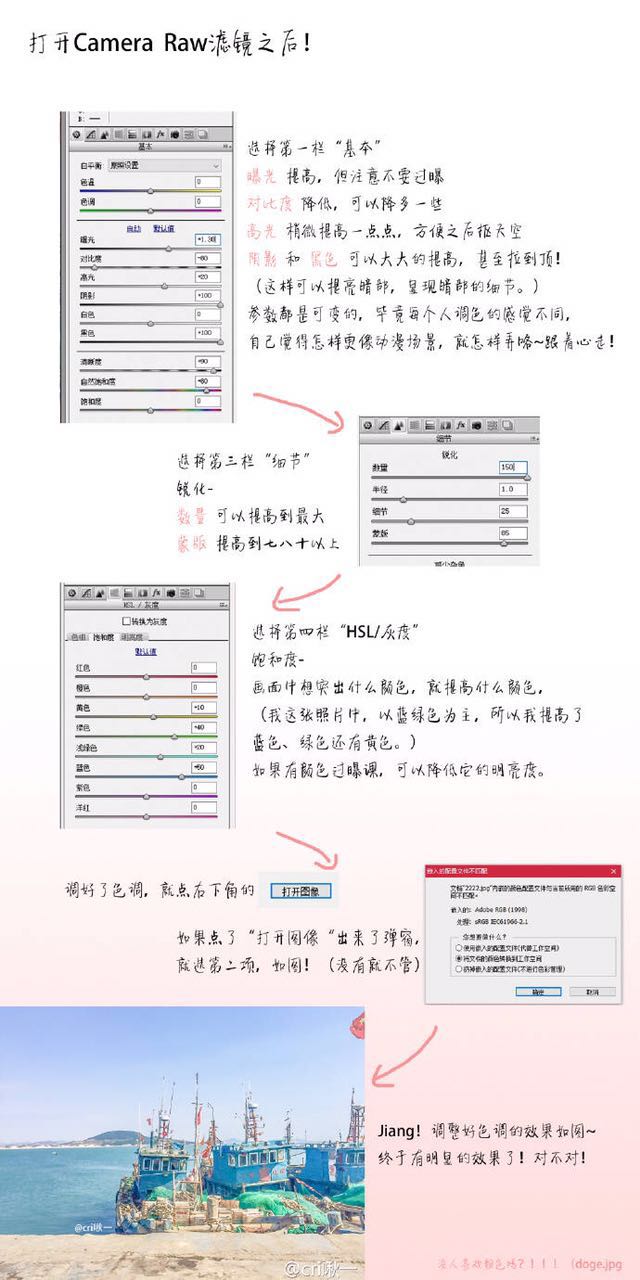 打开Camera Raw滤镜之后!
B: —
基本
白平衡: 原照设置
色温 0
色调 0
自动 默认值
曝光 +1.30
对比度 -80
高光 +20
阴影 +100
白色 0
黑色 +100
清晰度 +90
自然饱和度 +80
饱和度 0
选择第一栏“基本”
曝光 提高，但注意不要过曝
对比度 降低，可以降多一些
高光 稍微提高一点点，方便之后抠天空
阴影 和 黑色 可以大大的提高，甚至拉到顶!
（这样可以提亮暗部，呈现暗部的细节。）
参数都是可变的，毕竟每个人调色的感觉不同，
自己觉得怎样更像动漫场景，就怎样弄咯~跟着心走!
选择第三栏“细节”
锐化-
数量 可以提高到最大
蒙版 提高到七八十以上
细节
锐化
数量 150
半径 1.0
细节 25
蒙版 85
减少杂色
HSL / 灰度
转换为灰度
色相 饱和度 明亮度
默认值
红色 0
橙色 0
黄色 +10
绿色 +40
浅绿色 +20
蓝色 +50
紫色 0
洋红 0
选择第四栏“HSL/灰度”
饱和度-
画面中想突出什么颜色，就提高什么颜色，
（我这张照片中，以蓝绿色为主，所以我提高了
蓝色、绿色还有黄色。）
如果有颜色过曝课，可以降低它的明亮度。
调好了色调，就点右下角的 打开图像
如果点了“打开图像“出来了弹窗，
就选第二项，如图!（没有就不管）
嵌入的配置文件不匹配
文档"2222.jpg"内嵌的颜色配置文件与当前所用的 RGB 色彩空
间不匹配。
嵌入的: Adobe RGB (1998)
处理: sRGB IEC61966-2.1
您想要做什么?
使用嵌入的配置文件(代替工作空间)
将文档的颜色转换到工作空间
扔掉嵌入的配置文件(不进行色彩管理)
确定 取消
Jiang! 调整好色调的效果如图~
终于有明显的效果了! 对不对!
@cril秋一
@cril秋一
没人喜欢粉色吗?!!!（doge.jpg